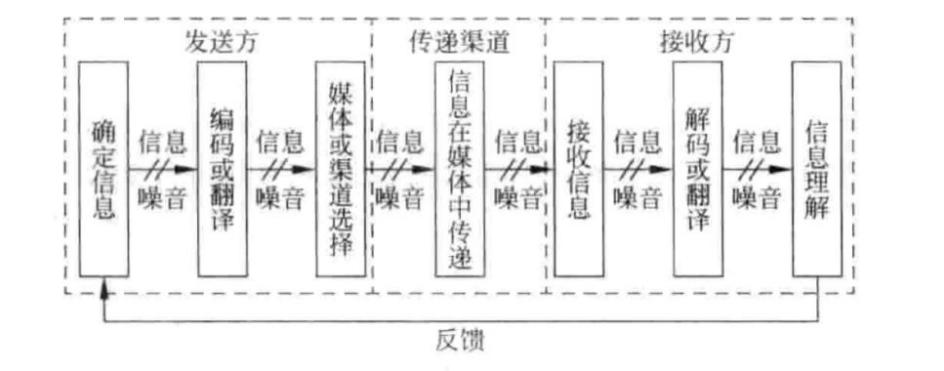 发送方
传递渠道
接收方
确定信息
信息
噪音
编码或翻译
信息
噪音
媒体或渠道选择
信息
噪音
信息在媒体中传递
信息
噪音
接收信息
信息
噪音
解码或翻译
信息
噪音
信息理解
反馈